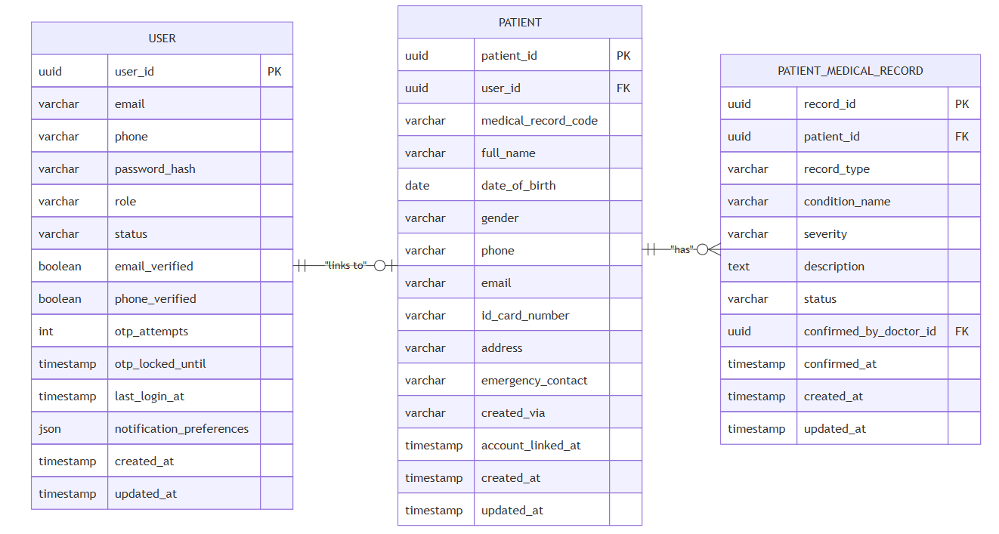 USER
uuid user_id PK
varchar email
varchar phone
varchar password_hash
varchar role
varchar status
boolean email_verified
boolean phone_verified
int otp_attempts
timestamp otp_locked_until
timestamp last_login_at
json notification_preferences
timestamp created_at
timestamp updated_at
"links to"
PATIENT
uuid patient_id PK
uuid user_id FK
varchar medical_record_code
varchar full_name
date date_of_birth
varchar gender
varchar phone
varchar email
varchar id_card_number
varchar address
varchar emergency_contact
varchar created_via
timestamp account_linked_at
timestamp created_at
timestamp updated_at
"has"
PATIENT_MEDICAL_RECORD
uuid record_id PK
uuid patient_id FK
varchar record_type
varchar condition_name
varchar severity
text description
varchar status
uuid confirmed_by_doctor_id FK
timestamp confirmed_at
timestamp created_at
timestamp updated_at